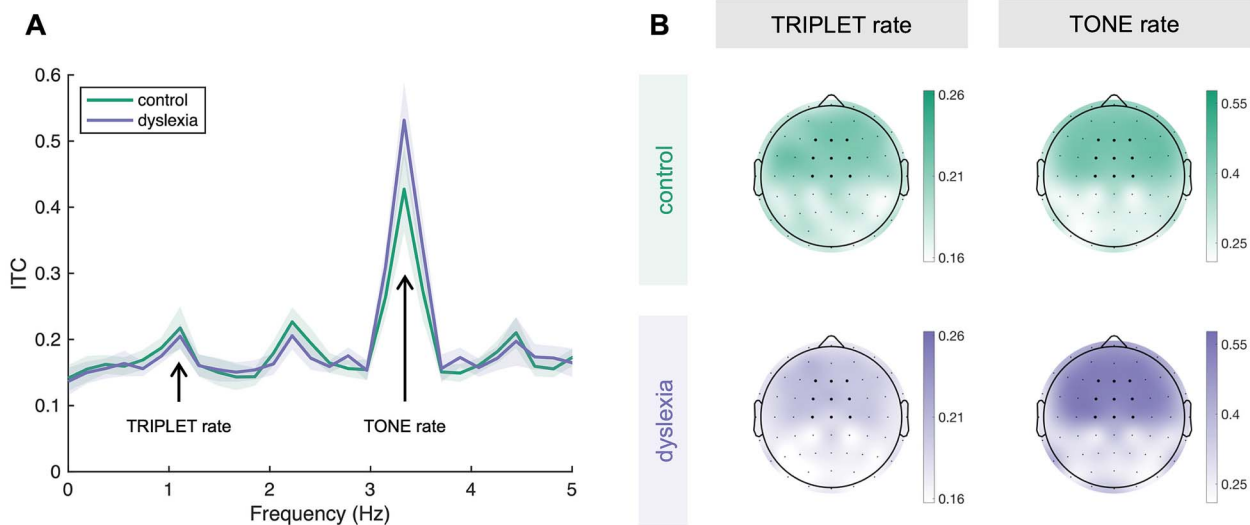 A
0.6
0.5
0.4
0.3
0.2
0.1
0
ITC
control
dyslexia
TRIPLET rate
TONE rate
0
1
2
3
4
5
Frequency (Hz)
B
TRIPLET rate
TONE rate
control
0.26
0.21
0.16
0.55
0.4
0.25
dyslexia
0.26
0.21
0.16
0.55
0.4
0.25